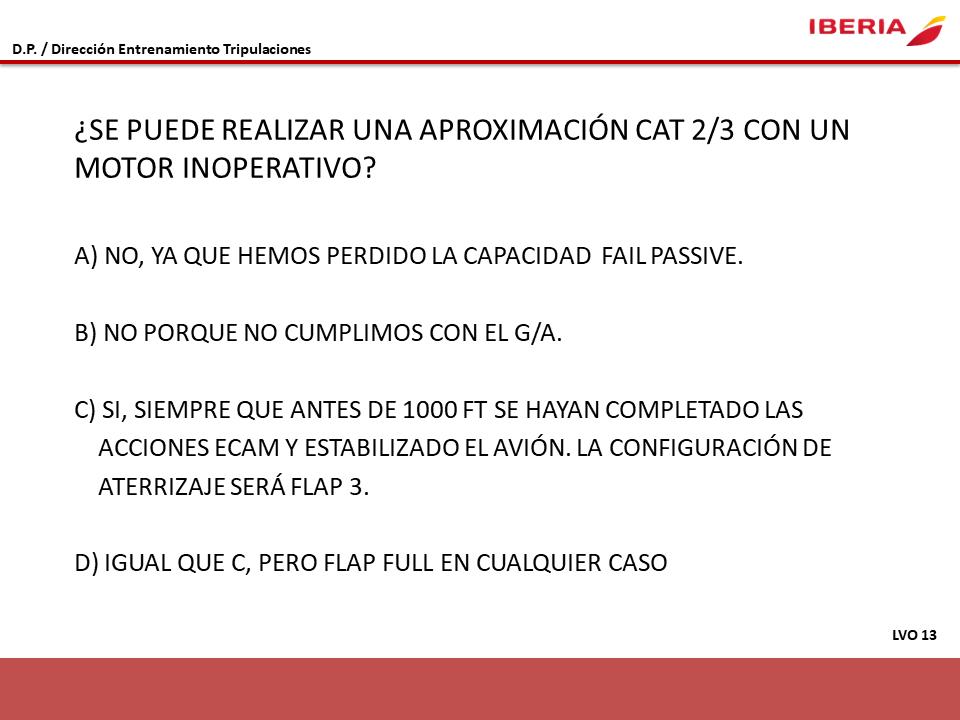 IBERIA
D.P. / Dirección Entrenamiento Tripulaciones
¿SE PUEDE REALIZAR UNA APROXIMACIÓN CAT 2/3 CON UN
MOTOR INOPERATIVO?
A) NO, YA QUE HEMOS PERDIDO LA CAPACIDAD FAIL PASSIVE.
B) NO PORQUE NO CUMPLIMOS CON EL G/A.
C) SI, SIEMPRE QUE ANTES DE 1000 FT SE HAYAN COMPLETADO LAS
ACCIONES ECAM Y ESTABILIZADO EL AVIÓN. LA CONFIGURACIÓN DE
ATERRIZAJE SERÁ FLAP 3.
D) IGUAL QUE C, PERO FLAP FULL EN CUALQUIER CASO
LVO 13